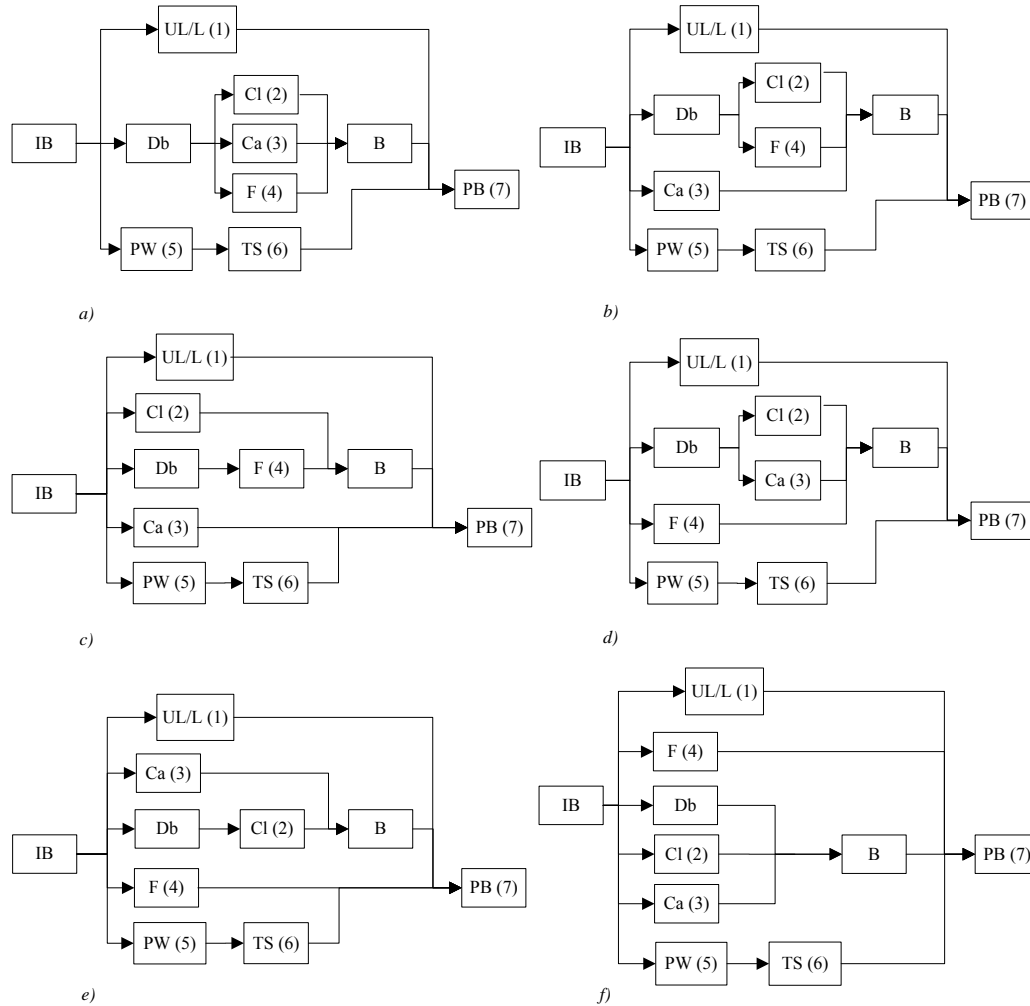 UL/L (1)
Cl (2)
IB
Db
Ca (3)
B
F (4)
PB (7)
PW (5)
TS (6)
a)
UL/L (1)
Cl (2)
Db
B
IB
F (4)
Ca (3)
PB (7)
PW (5)
TS (6)
b)
UL/L (1)
Cl (2)
Db
F (4)
B
IB
Ca (3)
PB (7)
PW (5)
TS (6)
c)
UL/L (1)
Cl (2)
Db
B
IB
Ca (3)
F (4)
PB (7)
PW (5)
TS (6)
d)
UL/L (1)
Ca (3)
Db
Cl (2)
B
IB
F (4)
PB (7)
PW (5)
TS (6)
e)
UL/L (1)
F (4)
IB
Db
Cl (2)
B
PB (7)
Ca (3)
PW (5)
TS (6)
f)